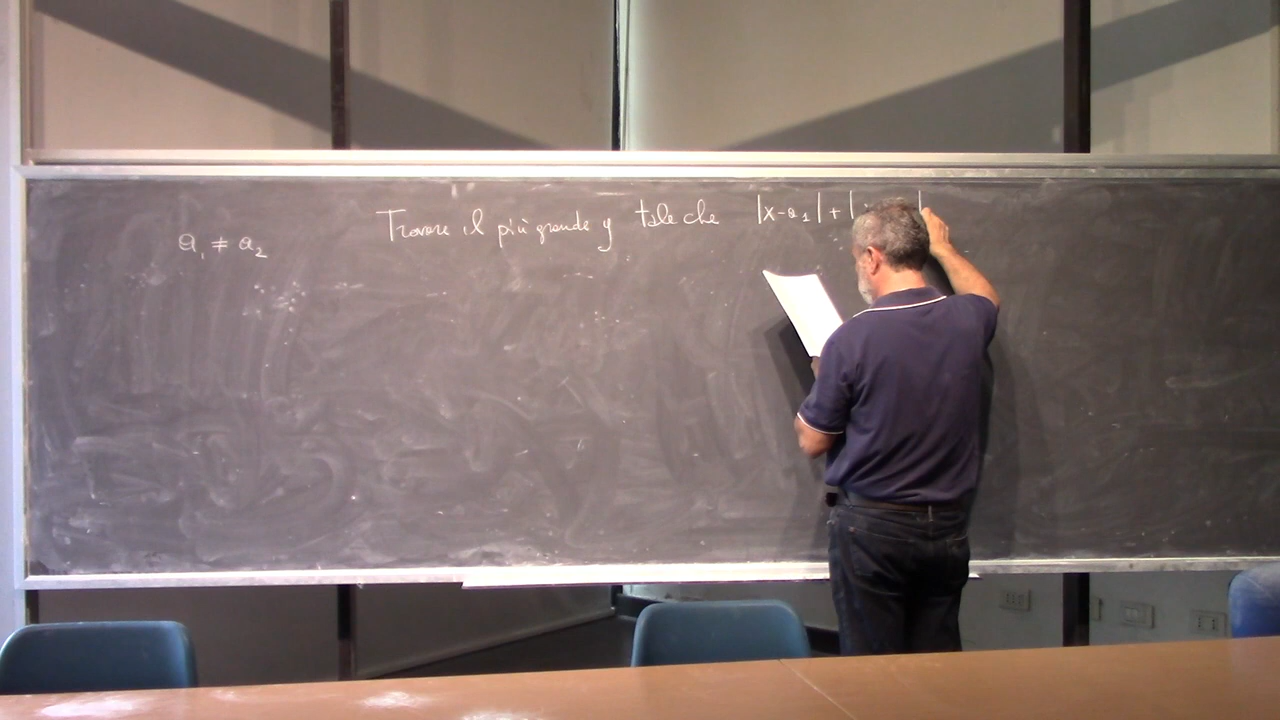 Trovare il più grande y tale che |x-a₁| + |
a₁ ≠ a₂